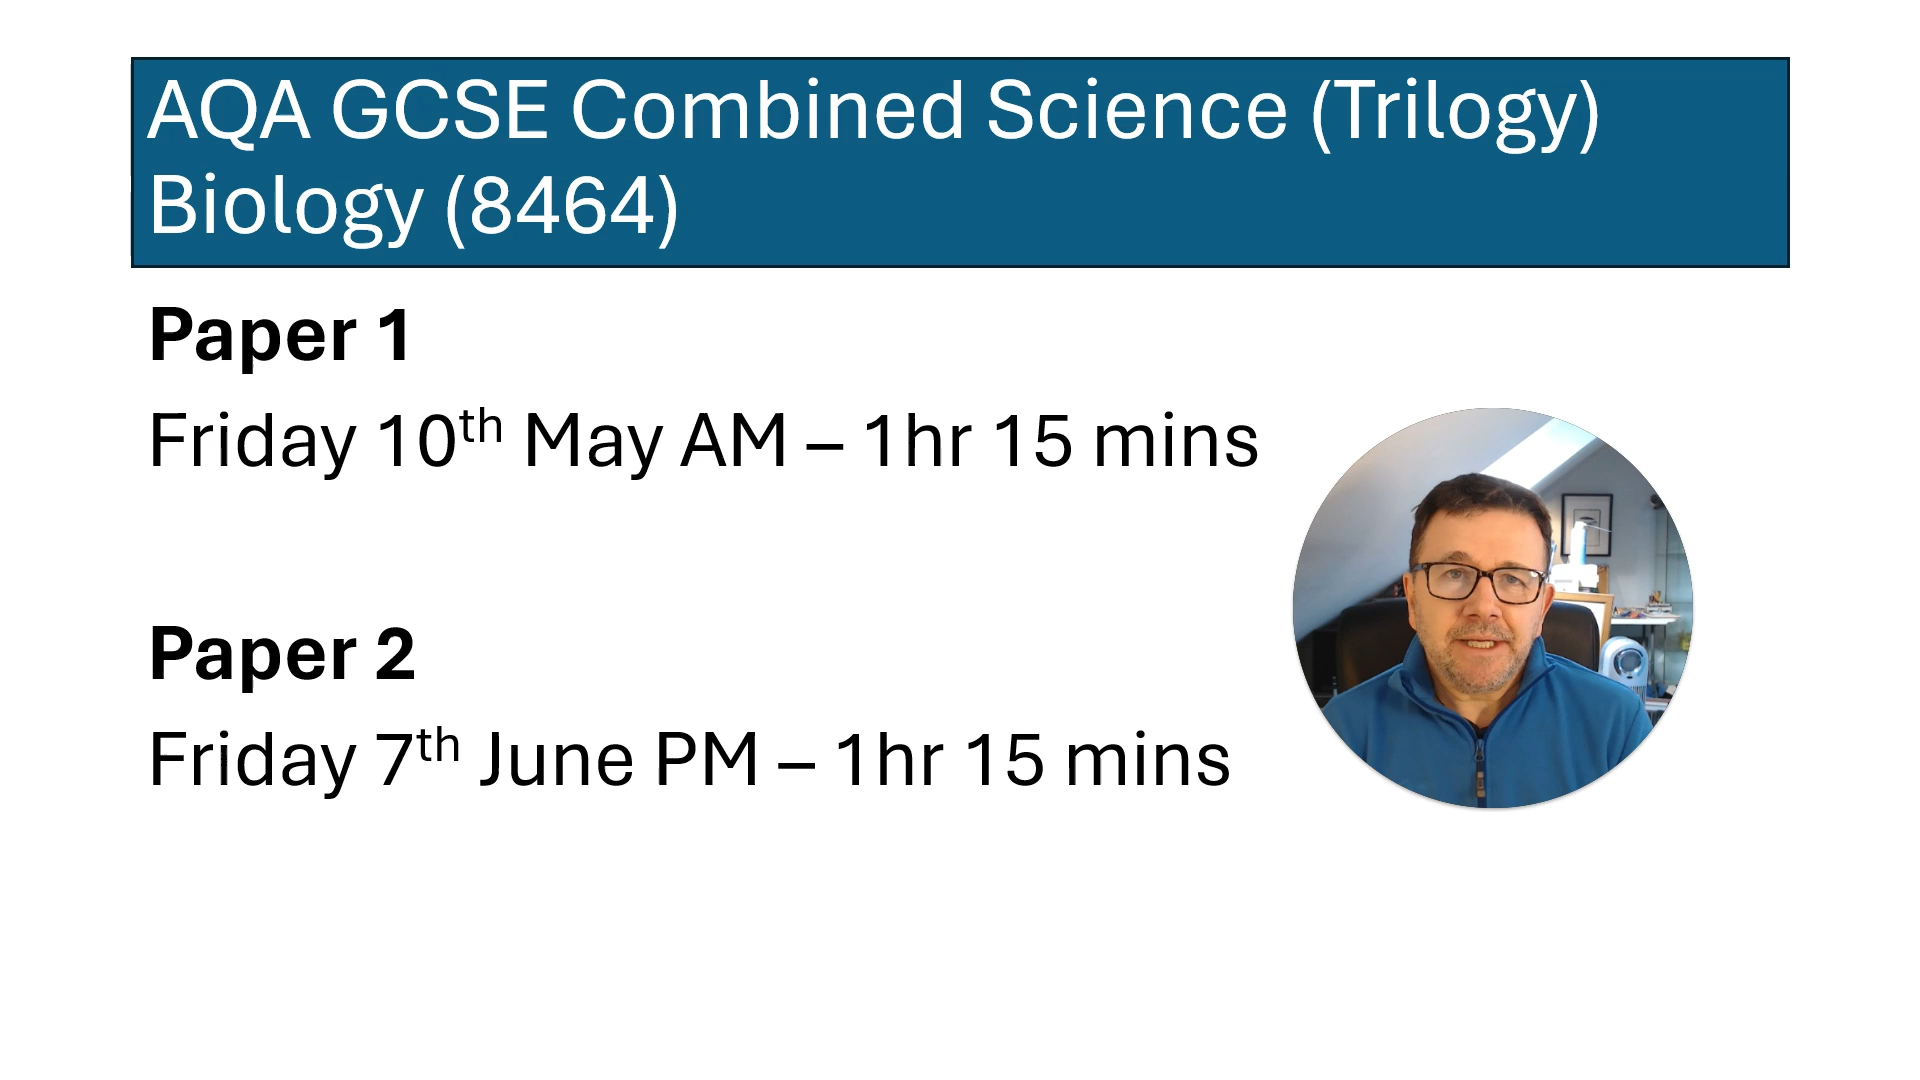 AQA GCSE Combined Science (Trilogy)
Biology (8464)
Paper 1
Friday 10th May AM – 1hr 15 mins
Paper 2
Friday 7th June PM – 1hr 15 mins